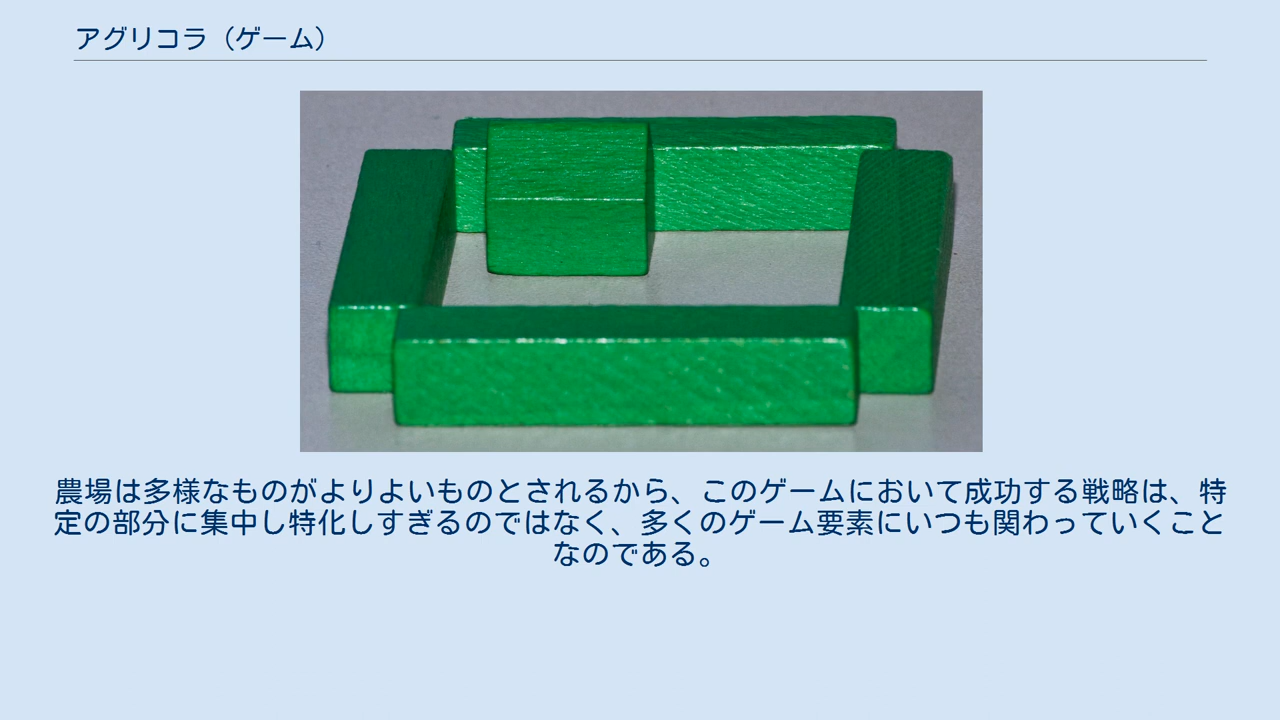 アグリコラ（ゲーム）
農場は多様なものがよりよいものとされるから、このゲームにおいて成功する戦略は、特
定の部分に集中し特化しすぎるのではなく、多くのゲーム要素にいつも関わっていくこと
なのである。